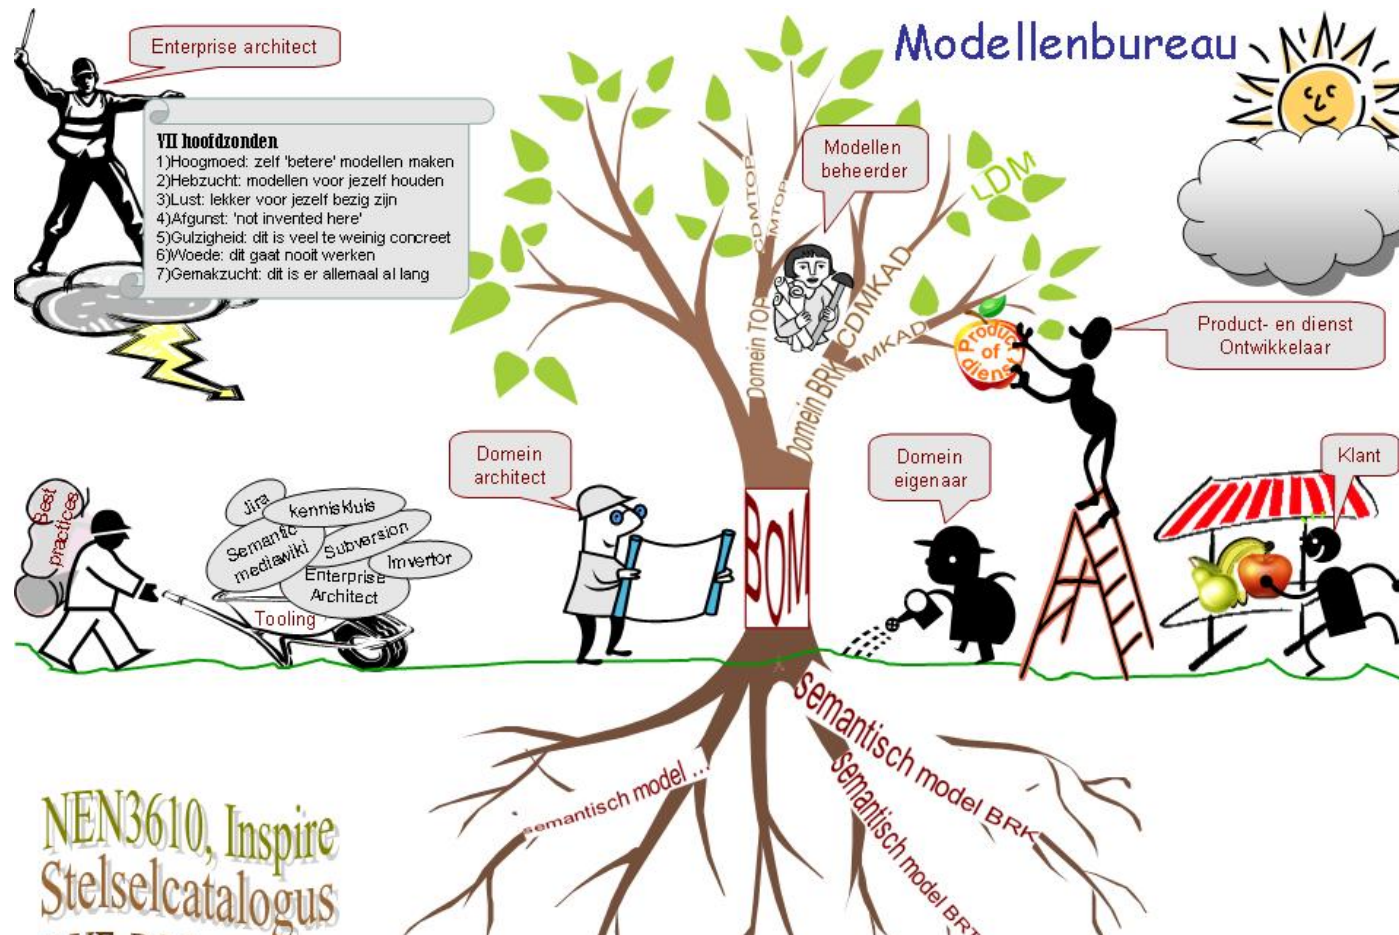 Modellenbureau
Enterprise architect
VII hoofdzonden
1)Hoogmoed: zelf 'betere' modellen maken
2)Hebzucht: modellen voor jezelf houden
3)Lust: lekker voor jezelf bezig zijn
4)Afgunst: 'not invented here'
5)Gulzigheid: dit is veel te weinig concreet
6)Woede: dit gaat nooit werken
7)Gemakzucht: dit is er allemaal al lang
Modellen
beheerder
LDM
CDMTOP
IMTOP
Domein TOP
CDMKAD
IMKAD
Domein BRK
Product
of
dienst
Product- en dienst
Ontwikkelaar
Domein
architect
Domein
eigenaar
Klant
Best
practices
Jira
kenniskluis
Semantic
mediawiki
Subversion
Imvertor
Enterprise
Architect
Tooling
BOM
semantisch model ...
semantisch model BRK
semantisch model BRT
NEN3610, Inspire
Stelselcatalogus